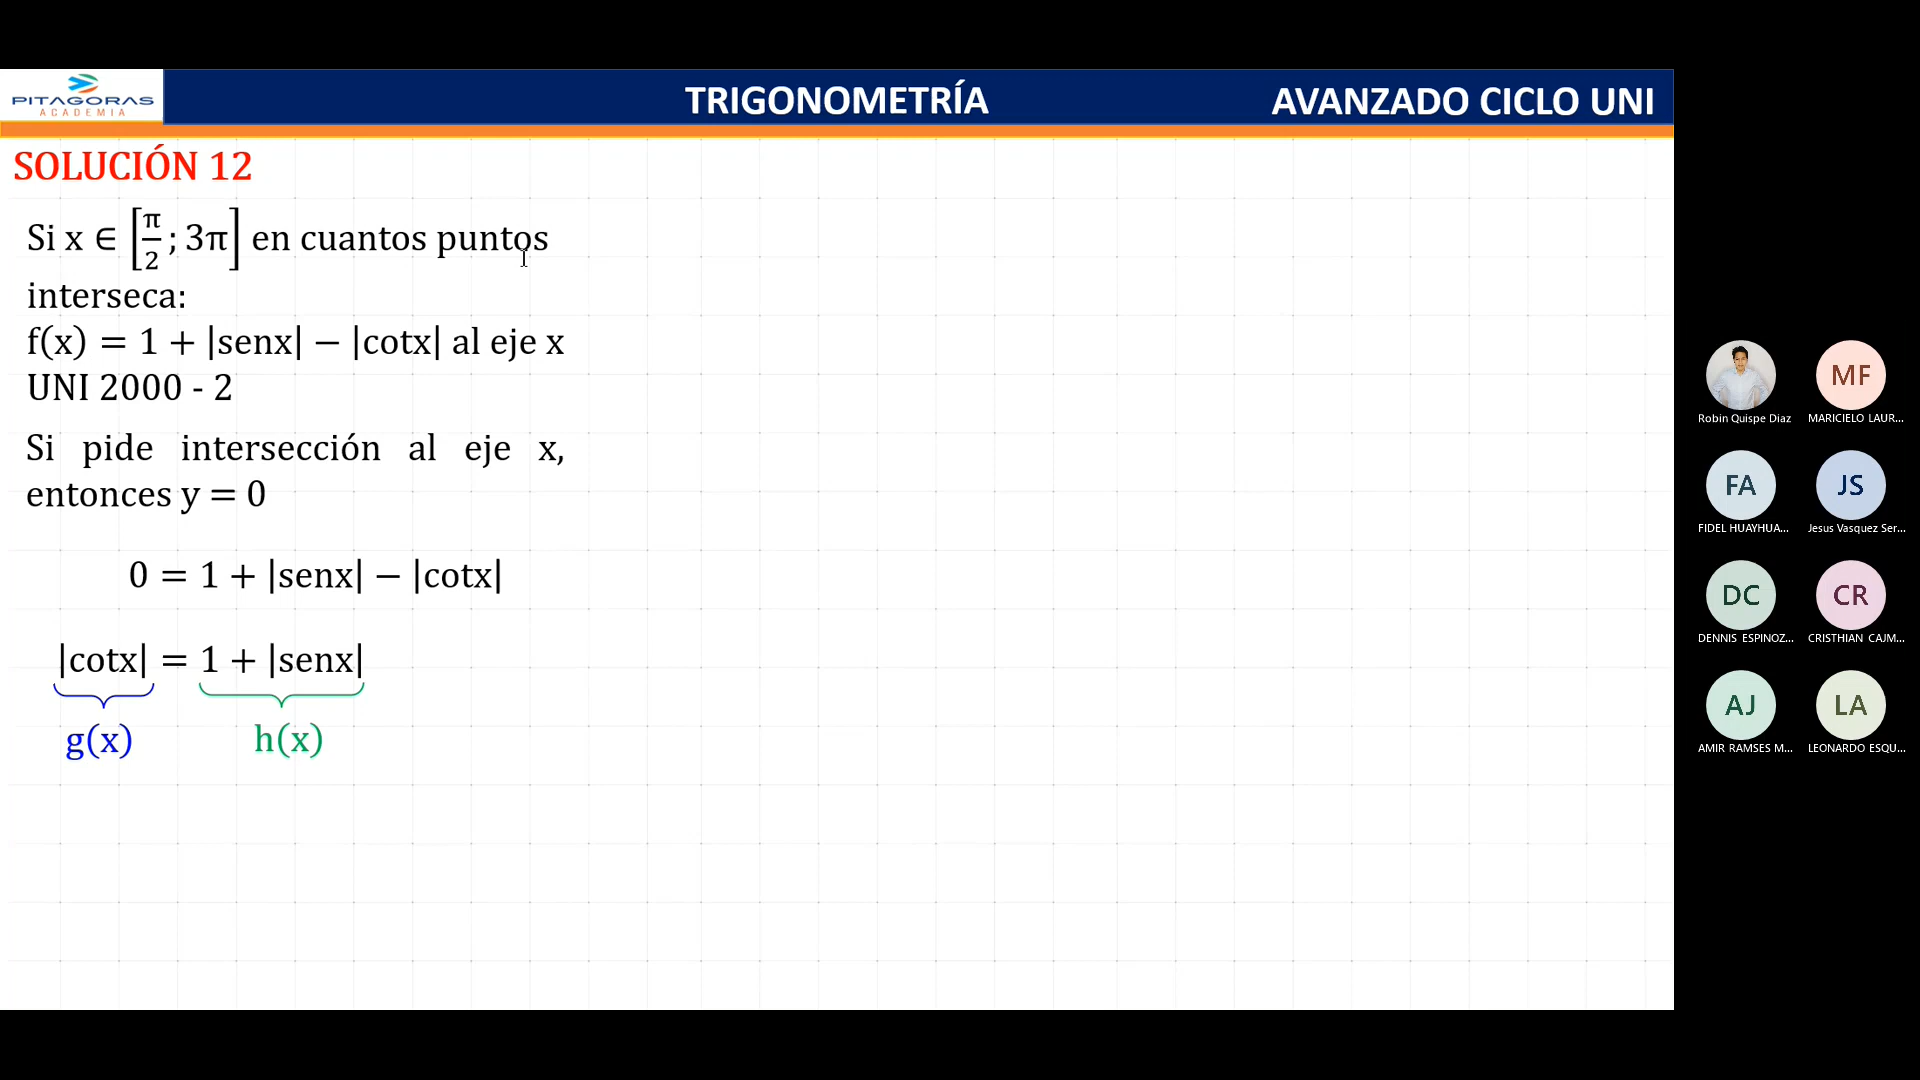 PITAGORAS
ACADEMIA
TRIGONOMETRÍA
AVANZADO CICLO UNI
SOLUCIÓN 12
Si x ∈ [π/2 ; 3π] en cuantos puntos
interseca:
f(x) = 1 + |senx| − |cotx| al eje x
UNI 2000 - 2
Si pide intersección al eje x,
entonces y = 0
0 = 1 + |senx| − |cotx|
|cotx| = 1 + |senx|
g(x) h(x)
MF
Robin Quispe Diaz
MARICIELO LAUR...
FA
JS
FIDEL HUAYHUA...
Jesus Vasquez Ser...
DC
CR
DENNIS ESPINOZ...
CRISTHIAN CAJM...
AJ
LA
AMIR RAMSES M...
LEONARDO ESQU...